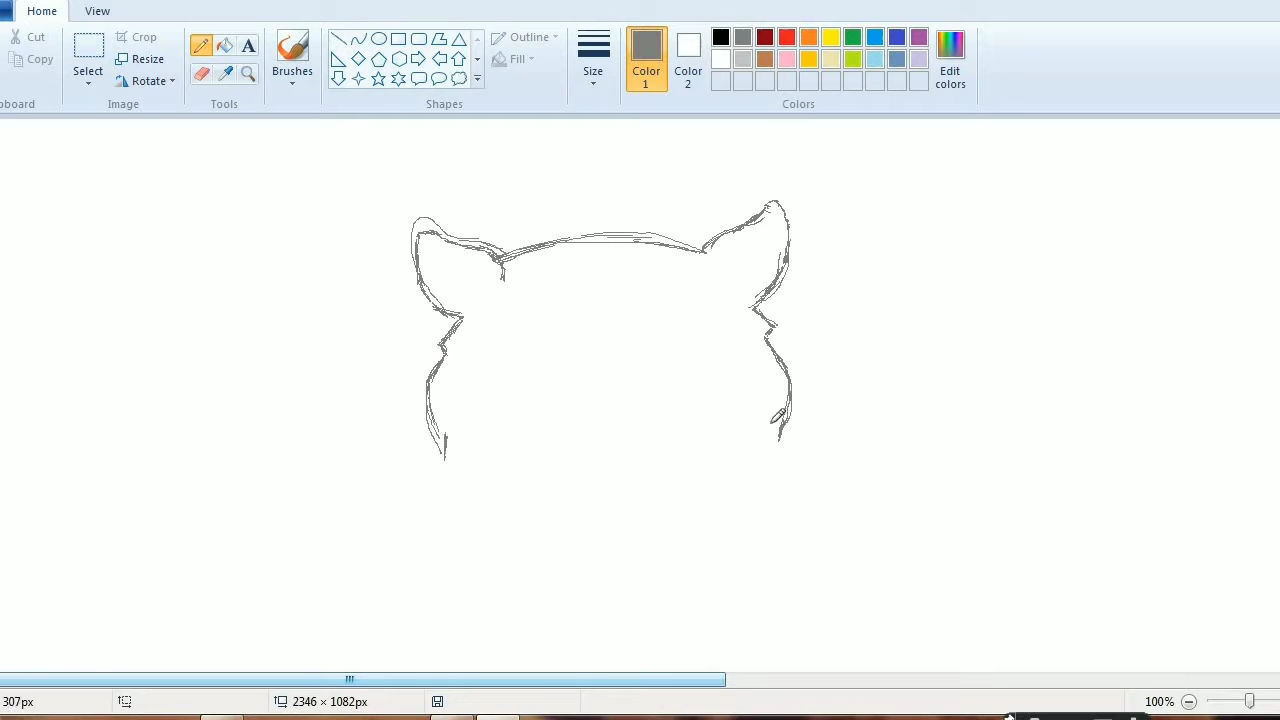 Home View
Cut
Copy
Select
Crop
Resize
Rotate
Image
A
Tools
Brushes
Outline
Fill
Shapes
Size
Color 1
Color 2
Edit colors
Colors
oboard
307px
2346 × 1082px
100%